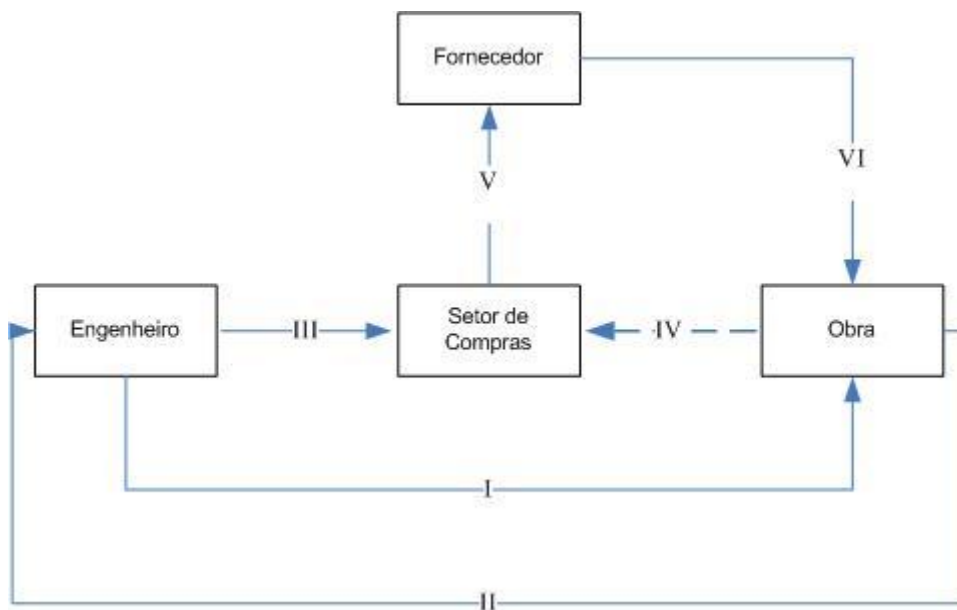 Fornecedor
VI
V
Engenheiro
III
Setor de
Compras
IV
Obra
I
II